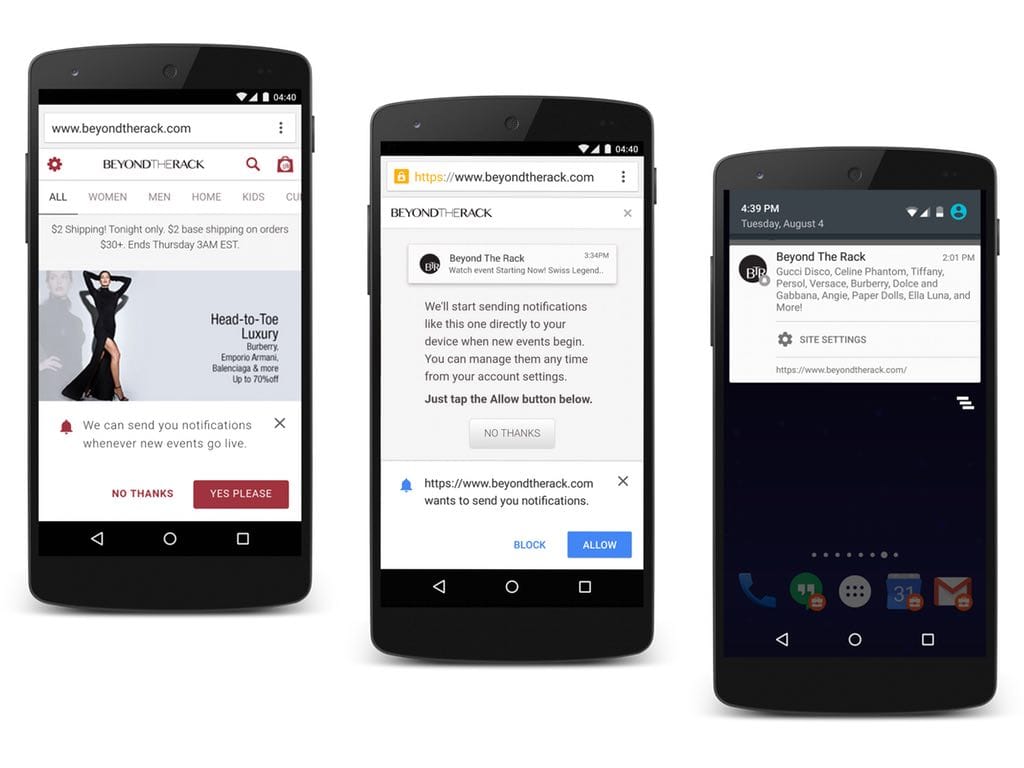 04:40
www.beyondtherack.com
BEYONDTHERACK
ALL WOMEN MEN HOME KIDS CU
$2 Shipping! Tonight only. $2 base shipping on orders
$30+. Ends Thursday 3AM EST.
Head-to-Toe
Luxury
Burberry,
Emporio Armani,
Balenciaga & more
Up to 70%off
We can send you notifications
whenever new events go live.
NO THANKS YES PLEASE
04:40
https://www.beyondtherack.com
BEYONDTHERACK
BTR
Beyond The Rack 3:34PM
Watch event Starting Now! Swiss Legend..
We'll start sending notifications
like this one directly to your
device when new events begin.
You can manage them any time
from your account settings.
Just tap the Allow button below.
NO THANKS
https://www.beyondtherack.com
wants to send you notifications.
BLOCK ALLOW
4:39 PM
Tuesday, August 4
BTR
Beyond The Rack 2:01 PM
Gucci Disco, Celine Phantom, Tiffany,
Persol, Versace, Burberry, Dolce and
Gabbana, Angie, Paper Dolls, Ella Luna, and
More!
SITE SETTINGS
https://www.beyondtherack.com/
31